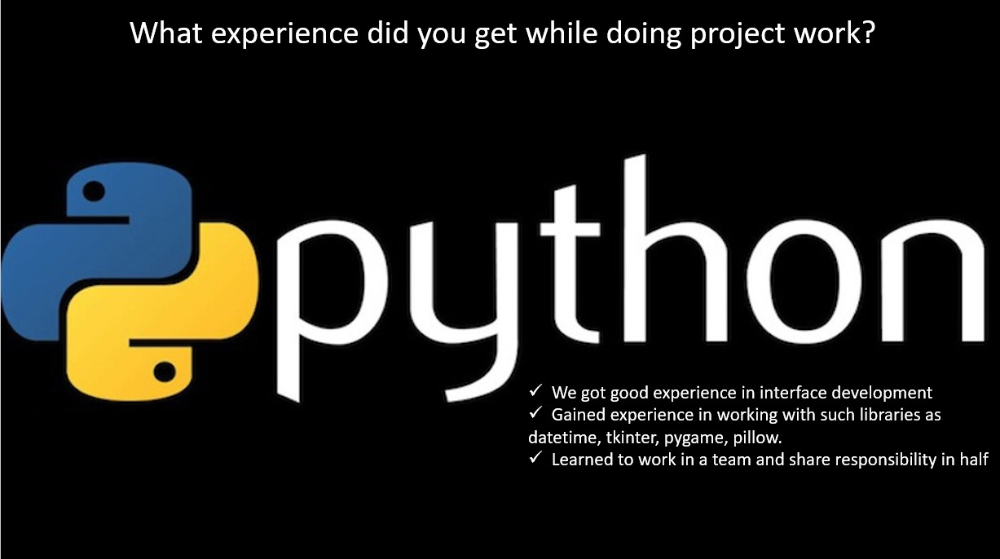 What experience did you get while doing project work?
python
✓ We got good experience in interface development
✓ Gained experience in working with such libraries as
datetime, tkinter, pygame, pillow.
✓ Learned to work in a team and share responsibility in half